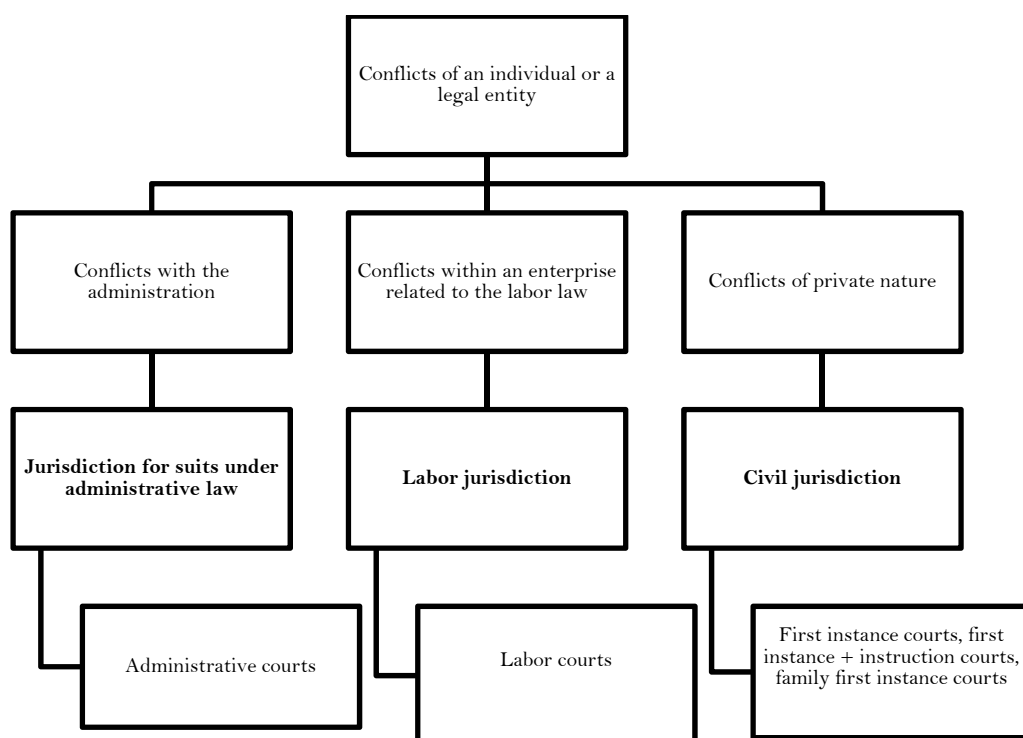 Conflicts of an individual or a
legal entity
Conflicts with the
administration
Conflicts within an enterprise
related to the labor law
Conflicts of private nature
Jurisdiction for suits under
administrative law
Labor jurisdiction
Civil jurisdiction
Administrative courts
Labor courts
First instance courts, first
instance + instruction courts,
family first instance courts